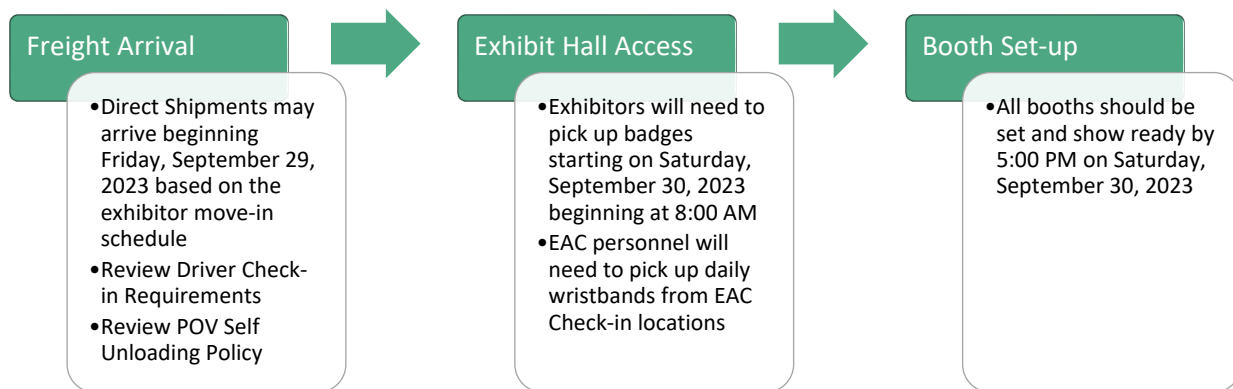 Freight Arrival
•Direct Shipments may
arrive beginning
Friday, September 29,
2023 based on the
exhibitor move-in
schedule
•Review Driver Check-
in Requirements
•Review POV Self
Unloading Policy
Exhibit Hall Access
•Exhibitors will need to
pick up badges
starting on Saturday,
September 30, 2023
beginning at 8:00 AM
•EAC personnel will
need to pick up daily
wristbands from EAC
Check-in locations
Booth Set-up
•All booths should be
set and show ready by
5:00 PM on Saturday,
September 30, 2023